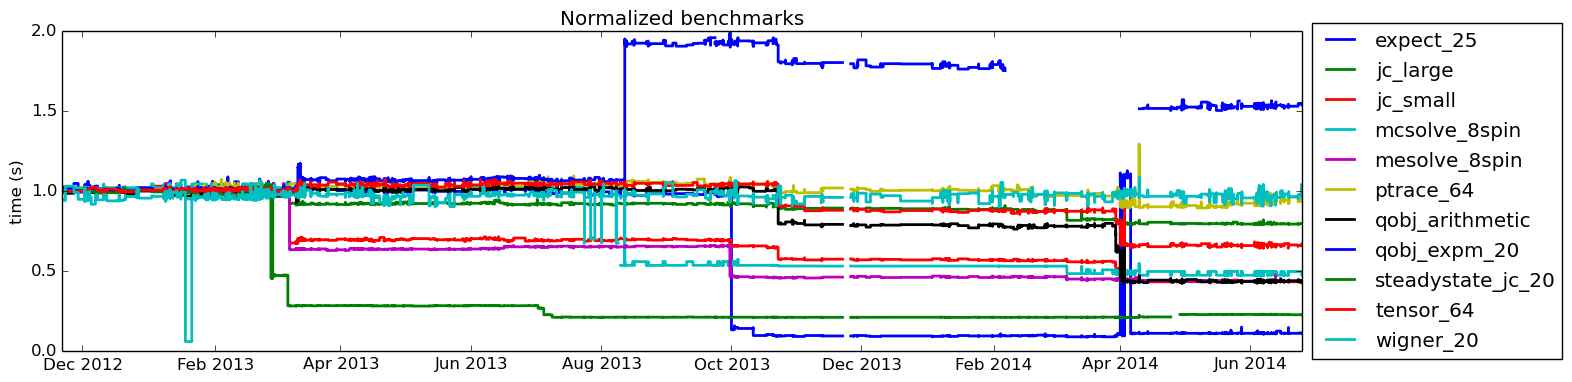 Normalized benchmarks
2.0
1.5
1.0
0.5
0.0
time (s)
Dec 2012
Feb 2013
Apr 2013
Jun 2013
Aug 2013
Oct 2013
Dec 2013
Feb 2014
Apr 2014
Jun 2014
expect_25
jc_large
jc_small
mcsolve_8spin
mesolve_8spin
ptrace_64
qobj_arithmetic
qobj_expm_20
steadystate_jc_20
tensor_64
wigner_20